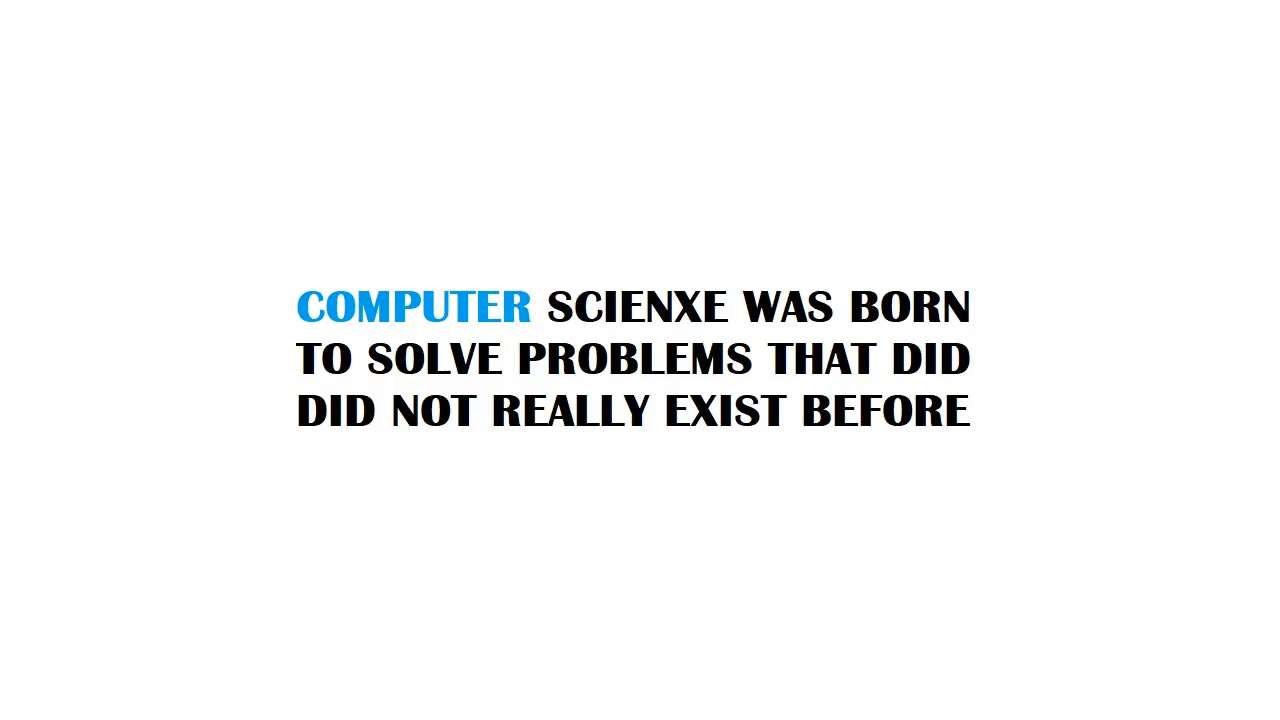 COMPUTER SCIENXE WAS BORN
TO SOLVE PROBLEMS THAT DID
DID NOT REALLY EXIST BEFORE